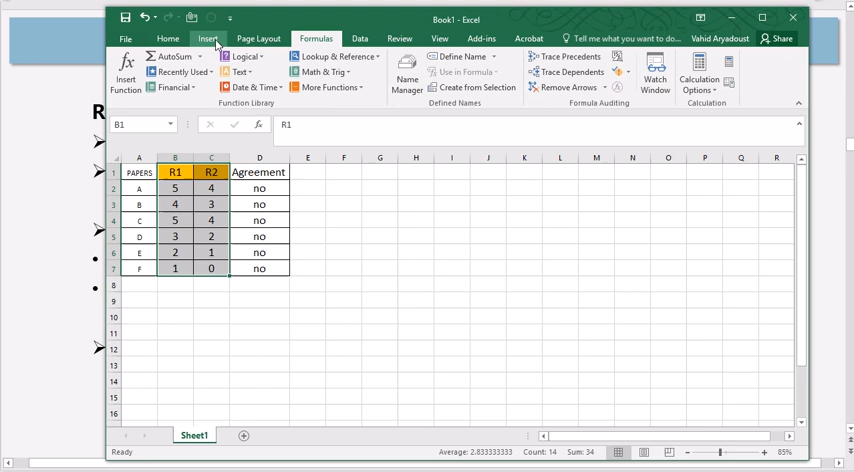 Book1 - Excel
File Home Insert Page Layout Formulas Data Review View Add-ins Acrobat Tell me what you want to do... Vahid Aryadoust Share
AutoSum Logical Lookup & Reference Define Name Trace Precedents
Recently Used Text Math & Trig Use in Formula Trace Dependents
Insert Function Financial Date & Time More Functions Name Manager Create from Selection Remove Arrows Watch Window Calculation Options
Function Library Defined Names Formula Auditing Calculation
B1 fx R1
A B C D E F G H I J K L M N O P Q R
1 PAPERS R1 R2 Agreement
2 A 5 4 no
3 B 4 3 no
4 C 5 4 no
5 D 3 2 no
6 E 2 1 no
7 F 1 0 no
8
9
10
11
12
13
14
15
16
Sheet1
Ready Average: 2.833333333 Count: 14 Sum: 34 85%